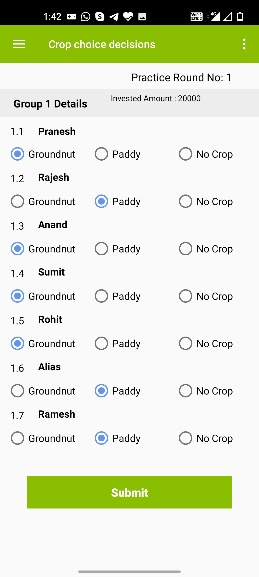 1:42
Crop choice decisions
Practice Round No: 1
Group 1 Details Invested Amount : 20000
1.1 Pranesh
Groundnut Paddy No Crop
1.2 Rajesh
Groundnut Paddy No Crop
1.3 Anand
Groundnut Paddy No Crop
1.4 Sumit
Groundnut Paddy No Crop
1.5 Rohit
Groundnut Paddy No Crop
1.6 Alias
Groundnut Paddy No Crop
1.7 Ramesh
Groundnut Paddy No Crop
Submit